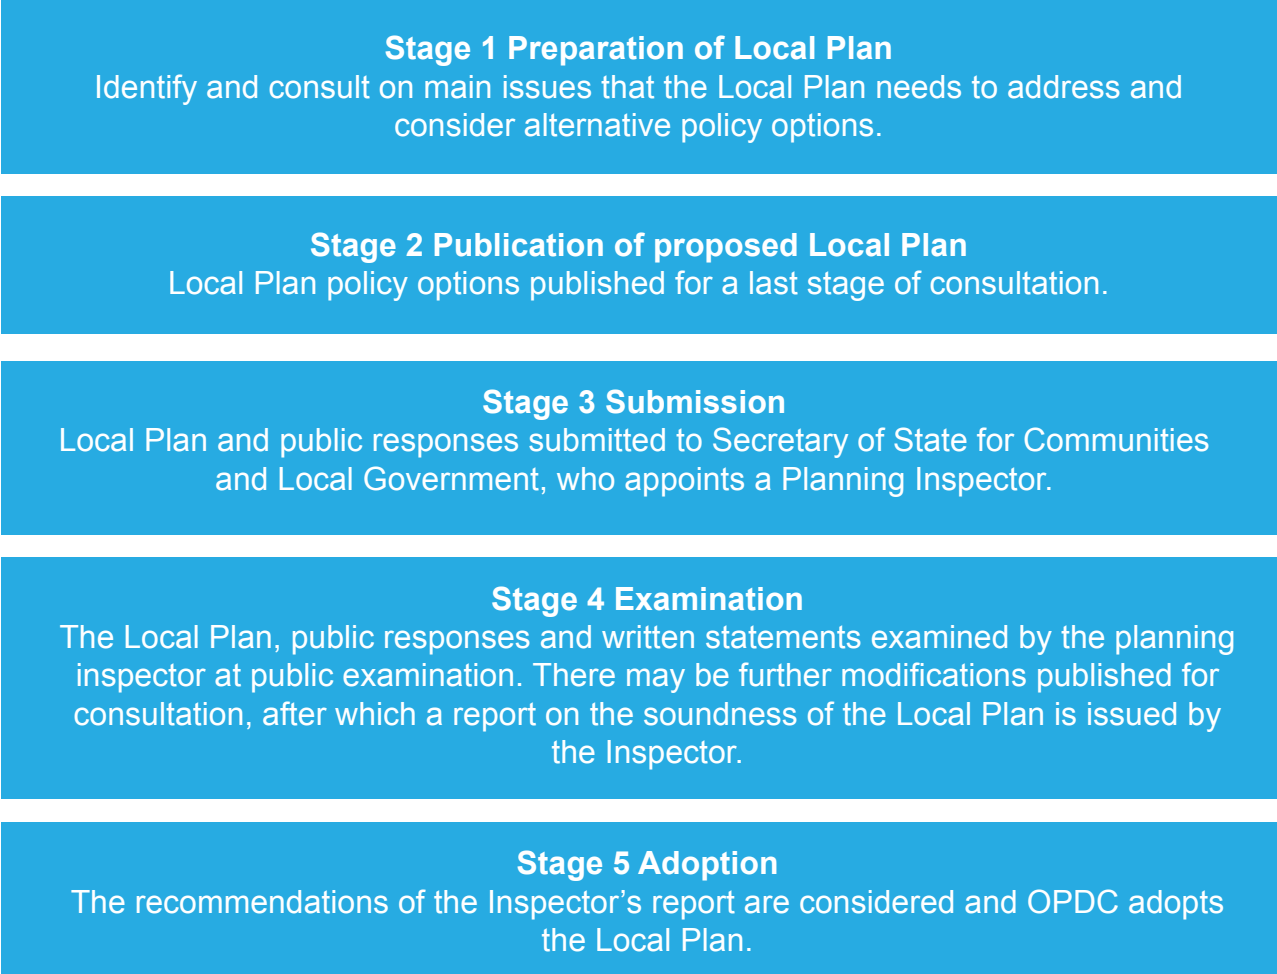 Stage 1 Preparation of Local Plan
Identify and consult on main issues that the Local Plan needs to address and
consider alternative policy options.
Stage 2 Publication of proposed Local Plan
Local Plan policy options published for a last stage of consultation.
Stage 3 Submission
Local Plan and public responses submitted to Secretary of State for Communities
and Local Government, who appoints a Planning Inspector.
Stage 4 Examination
The Local Plan, public responses and written statements examined by the planning
inspector at public examination. There may be further modifications published for
consultation, after which a report on the soundness of the Local Plan is issued by
the Inspector.
Stage 5 Adoption
The recommendations of the Inspector’s report are considered and OPDC adopts
the Local Plan.